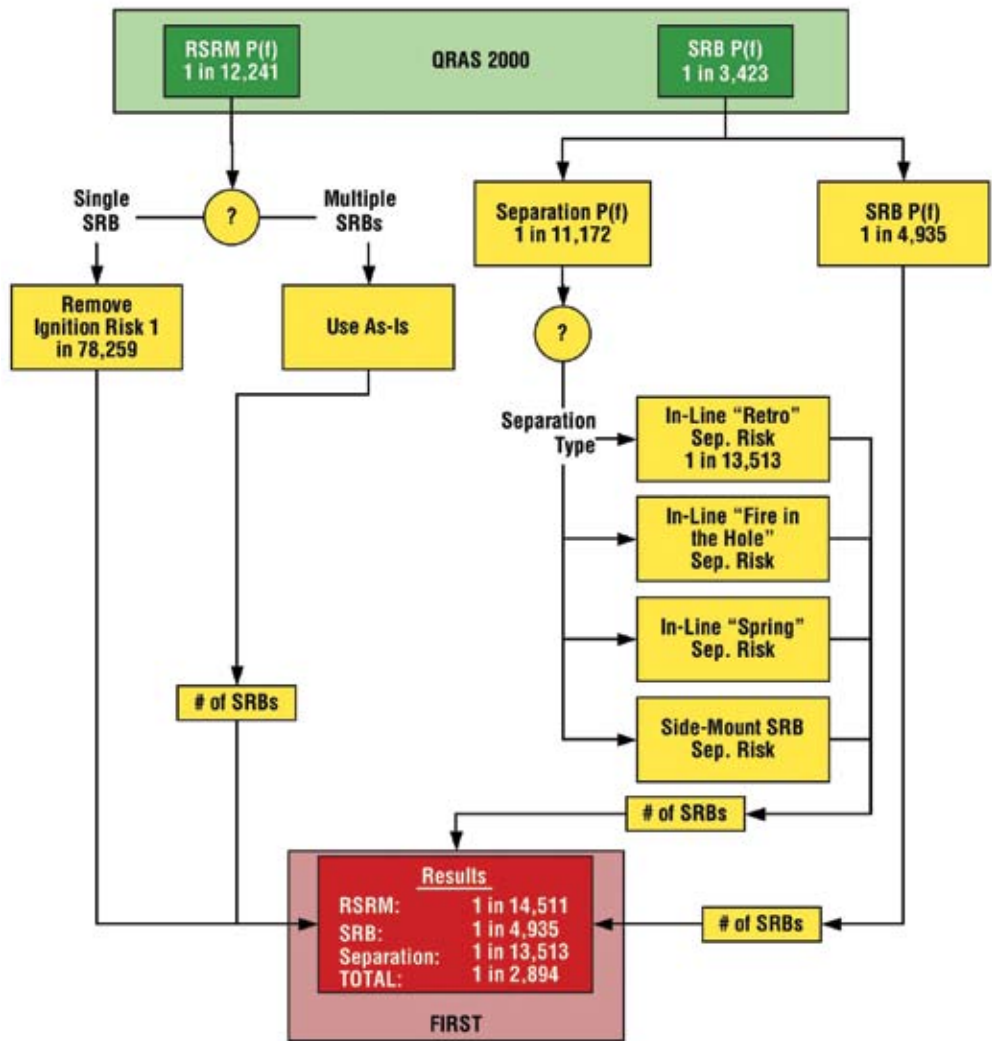 RSRM P(f)
1 in 12,241
QRAS 2000
SRB P(f)
1 in 3,423
Single
SRB
?
Multiple
SRBs
Separation P(f)
1 in 11,172
SRB P(f)
1 in 4,935
Remove
Ignition Risk 1
in 78,259
Use As-Is
?
Separation
Type
In-Line “Retro”
Sep. Risk
1 in 13,513
In-Line “Fire in
the Hole”
Sep. Risk
In-Line “Spring”
Sep. Risk
Side-Mount SRB
Sep. Risk
# of SRBs
# of SRBs
# of SRBs
Results
RSRM: 1 in 14,511
SRB: 1 in 4,935
Separation: 1 in 13,513
TOTAL: 1 in 2,894
FIRST